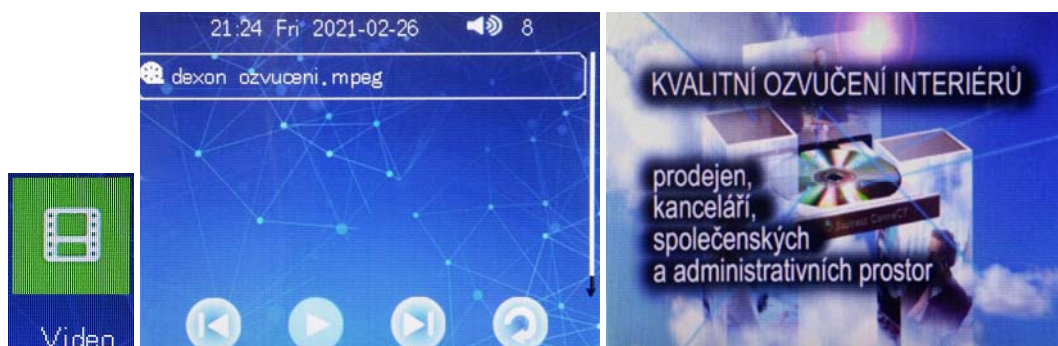 Video
21:24 Fri 2021-02-26 8
dexon ozvuceni.mpeg
KVALITNÍ OZVUČENÍ INTERIÉRŮ
prodejen,
kanceláří,
společenských
a administrativních prostor